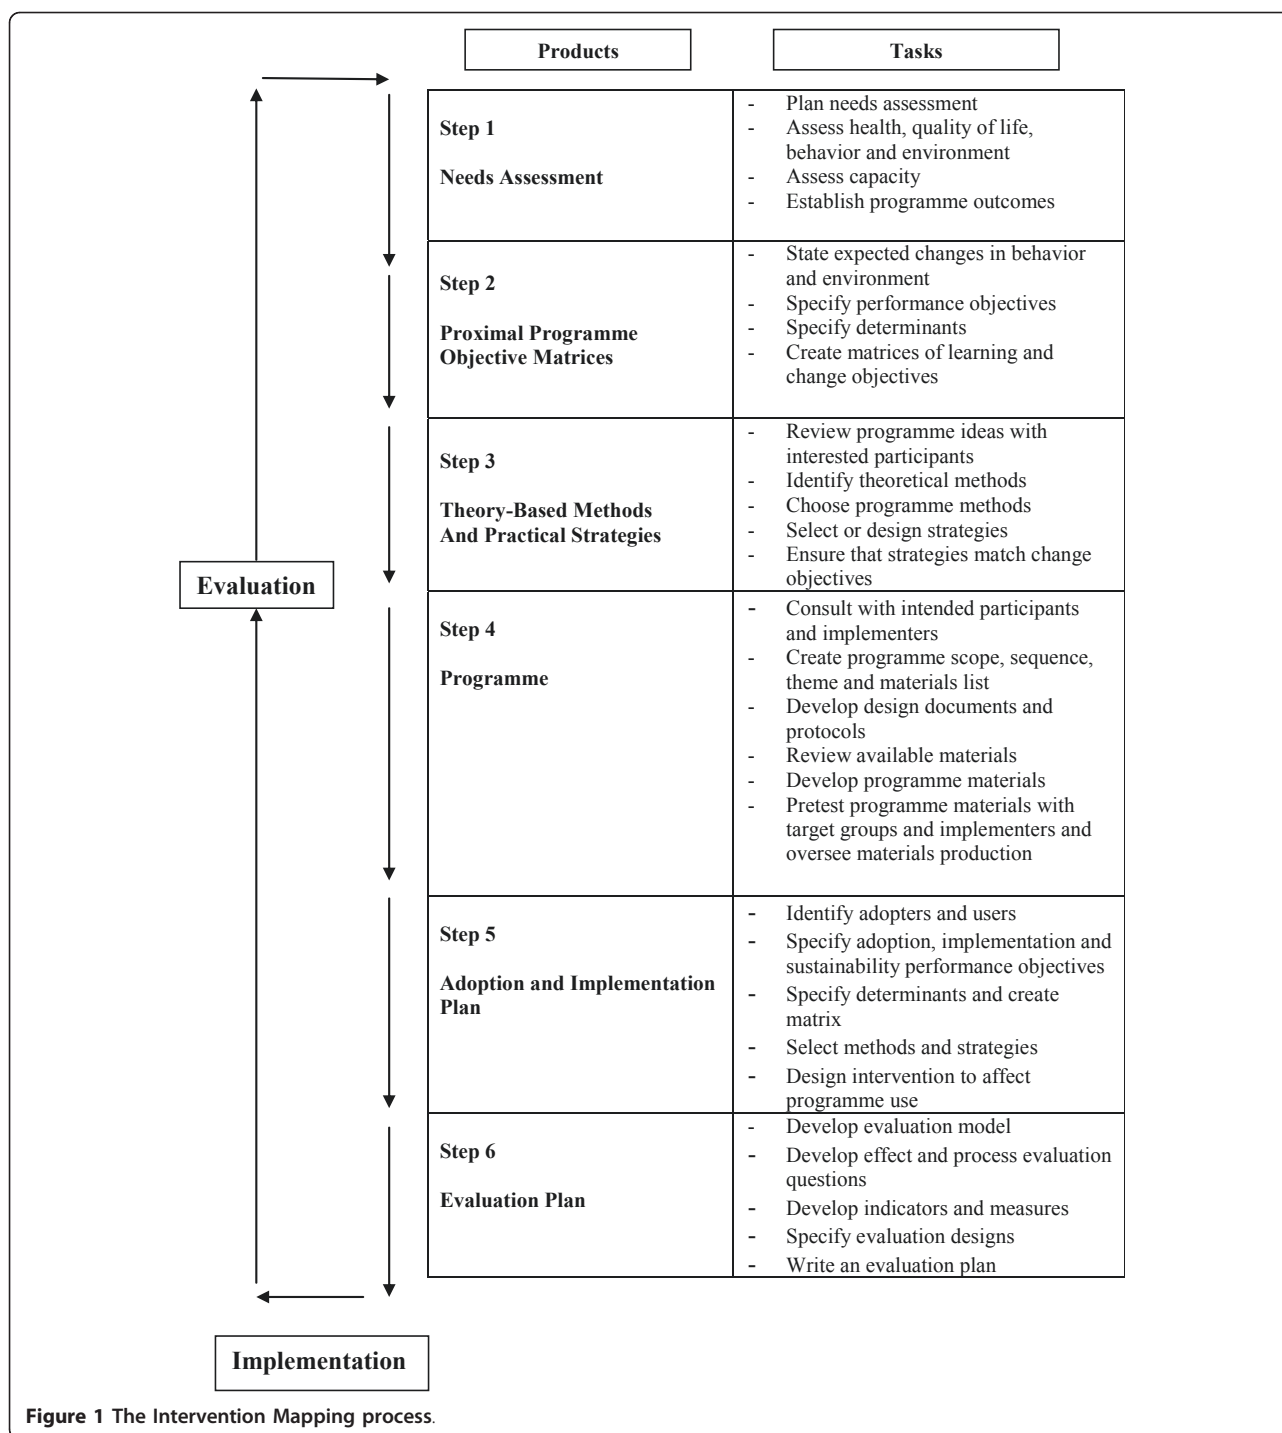 Products
Tasks
Step 1
Needs Assessment
- Plan needs assessment
- Assess health, quality of life,
behavior and environment
- Assess capacity
- Establish programme outcomes
Step 2
Proximal Programme
Objective Matrices
- State expected changes in behavior
and environment
- Specify performance objectives
- Specify determinants
- Create matrices of learning and
change objectives
Step 3
Theory-Based Methods
And Practical Strategies
- Review programme ideas with
interested participants
- Identify theoretical methods
- Choose programme methods
- Select or design strategies
- Ensure that strategies match change
objectives
Evaluation
Step 4
Programme
- Consult with intended participants
and implementers
- Create programme scope, sequence,
theme and materials list
- Develop design documents and
protocols
- Review available materials
- Develop programme materials
- Pretest programme materials with
target groups and implementers and
oversee materials production
Step 5
Adoption and Implementation
Plan
- Identify adopters and users
- Specify adoption, implementation and
sustainability performance objectives
- Specify determinants and create
matrix
- Select methods and strategies
- Design intervention to affect
programme use
Step 6
Evaluation Plan
- Develop evaluation model
- Develop effect and process evaluation
questions
- Develop indicators and measures
- Specify evaluation designs
- Write an evaluation plan
Implementation
Figure 1 The Intervention Mapping process.